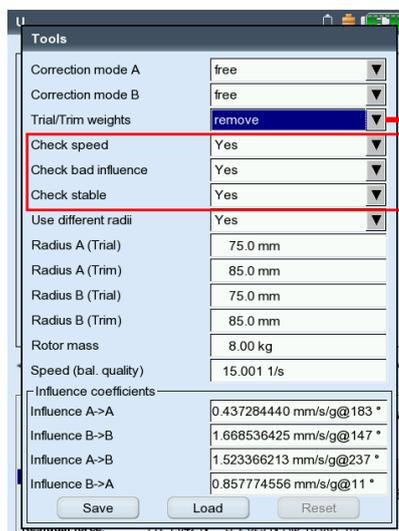 U
Tools
Correction mode A free
Correction mode B free
Trial/Trim weights remove
Check speed Yes
Check bad influence Yes
Check stable Yes
Use different radii Yes
Radius A (Trial) 75.0 mm
Radius A (Trim) 85.0 mm
Radius B (Trial) 75.0 mm
Radius B (Trim) 85.0 mm
Rotor mass 8.00 kg
Speed (bal. quality) 15.001 1/s
Influence coefficients
Influence A->A 0.437284440 mm/s/g@183 °
Influence B->B 1.668536425 mm/s/g@147 °
Influence A->B 1.523366213 mm/s/g@237 °
Influence B->A 0.857774556 mm/s/g@11 °
Save Load Reset